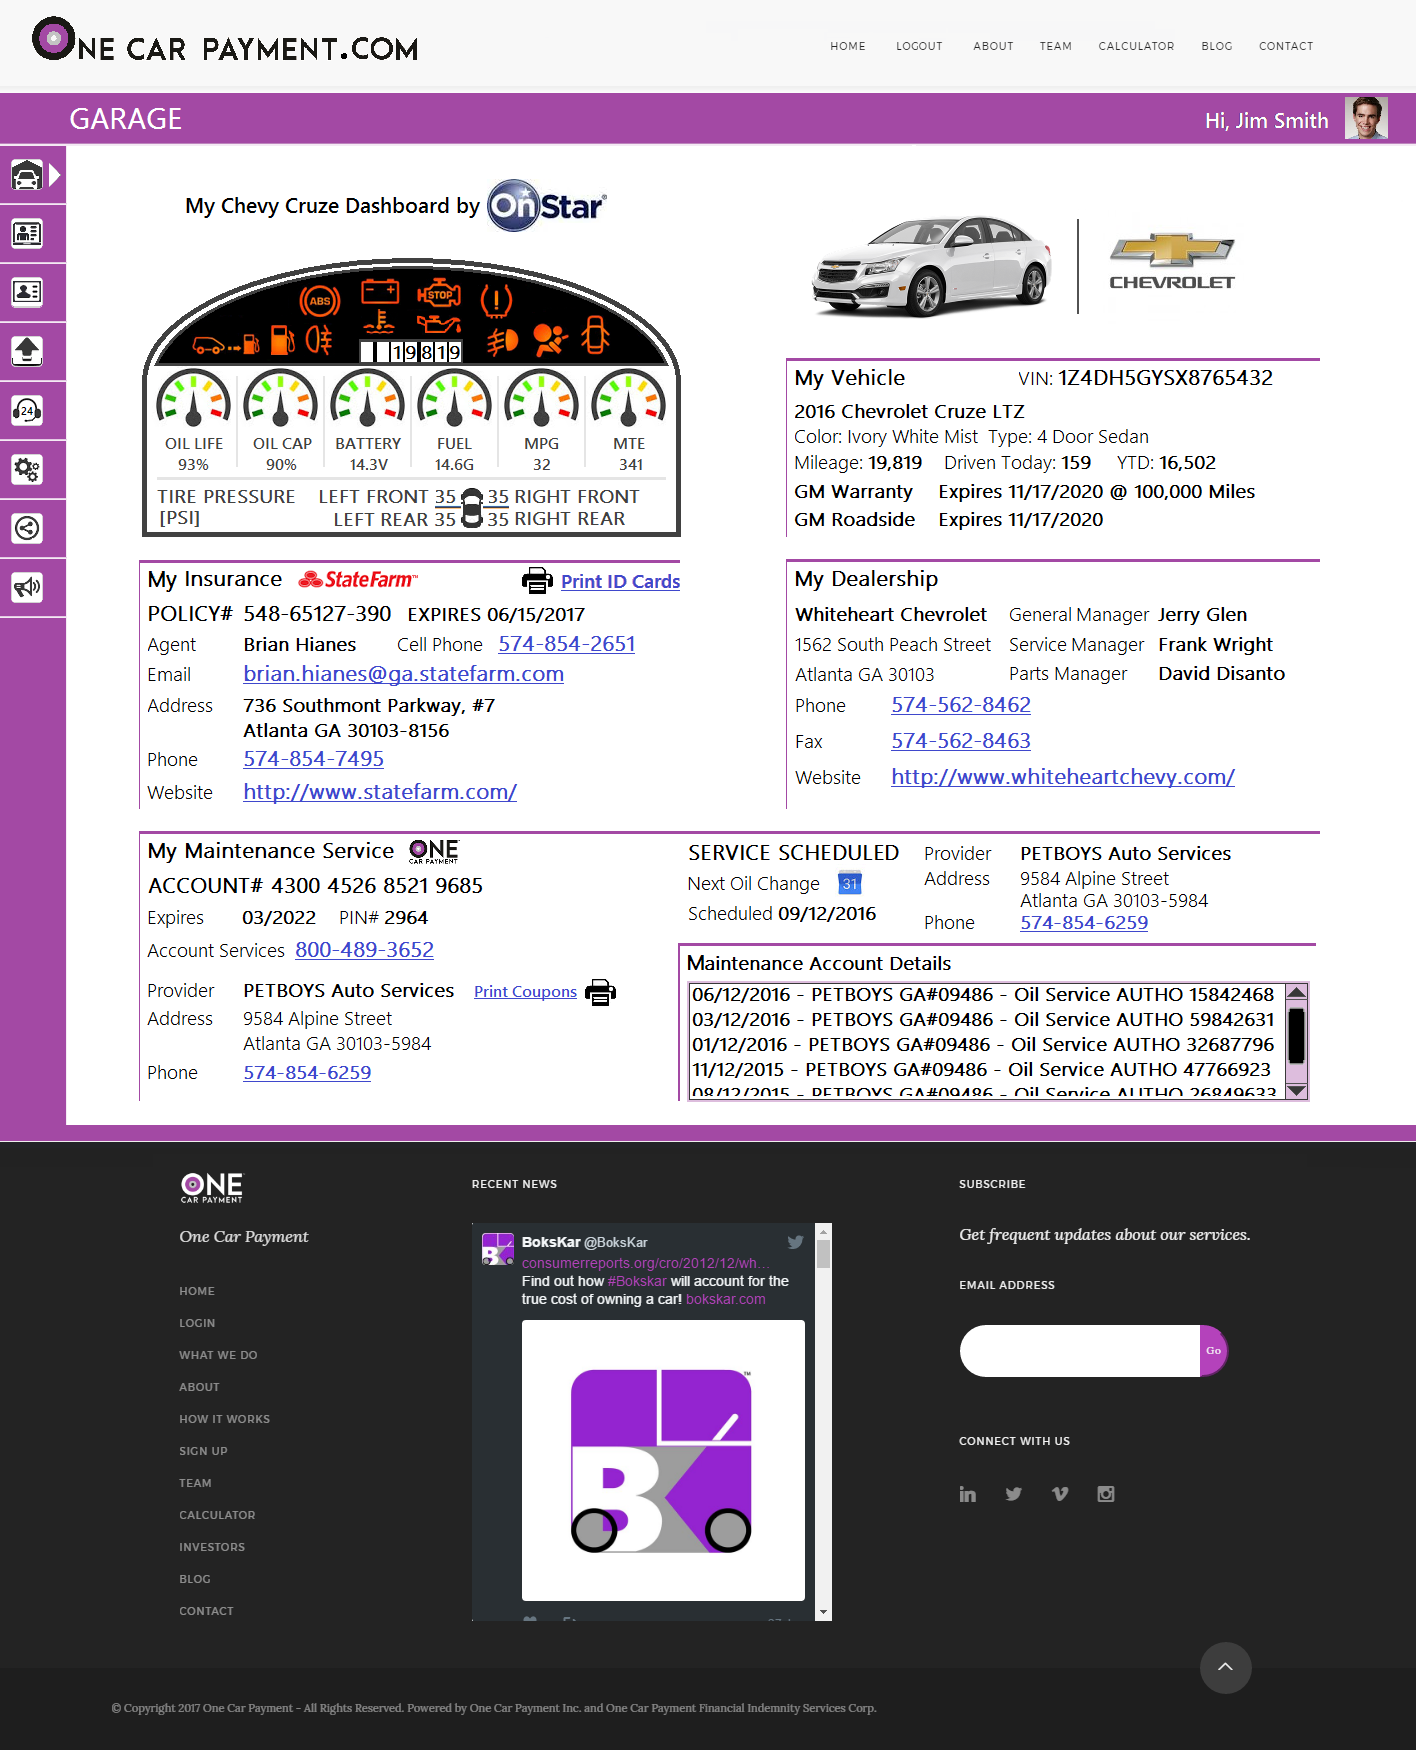 ONE CAR PAYMENT.COM
HOME LOGOUT ABOUT TEAM CALCULATOR BLOG CONTACT
GARAGE
Hi, Jim Smith
My Chevy Cruze Dashboard by OnStar
ABS
STOP
19819
OIL LIFE OIL CAP BATTERY FUEL MPG MTE
93% 90% 14.3V 14.6G 32 341
TIRE PRESSURE LEFT FRONT 35 35 RIGHT FRONT
[PSI] LEFT REAR 35 35 RIGHT REAR
CHEVROLET
My Vehicle VIN: 1Z4DH5GYSX8765432
2016 Chevrolet Cruze LTZ
Color: Ivory White Mist Type: 4 Door Sedan
Mileage: 19,819 Driven Today: 159 YTD: 16,502
GM Warranty Expires 11/17/2020 @ 100,000 Miles
GM Roadside Expires 11/17/2020
24
My Insurance StateFarm™ Print ID Cards
POLICY# 548-65127-390 EXPIRES 06/15/2017
Agent Brian Hianes Cell Phone 574-854-2651
Email brian.hianes@ga.statefarm.com
Address 736 Southmont Parkway, #7
Atlanta GA 30103-8156
Phone 574-854-7495
Website http://www.statefarm.com/
My Dealership
Whiteheart Chevrolet General Manager Jerry Glen
1562 South Peach Street Service Manager Frank Wright
Atlanta GA 30103 Parts Manager David Disanto
Phone 574-562-8462
Fax 574-562-8463
Website http://www.whiteheartchevy.com/
My Maintenance Service ONE CAR PAYMENT
ACCOUNT# 4300 4526 8521 9685
Expires 03/2022 PIN# 2964
Account Services 800-489-3652
Provider PETBOYS Auto Services Print Coupons
Address 9584 Alpine Street
Atlanta GA 30103-5984
Phone 574-854-6259
SERVICE SCHEDULED
Next Oil Change 31
Scheduled 09/12/2016
Provider PETBOYS Auto Services
Address 9584 Alpine Street
Atlanta GA 30103-5984
Phone 574-854-6259
Maintenance Account Details
06/12/2016 - PETBOYS GA#09486 - Oil Service AUTHO 15842468
03/12/2016 - PETBOYS GA#09486 - Oil Service AUTHO 59842631
01/12/2016 - PETBOYS GA#09486 - Oil Service AUTHO 32687796
11/12/2015 - PETBOYS GA#09486 - Oil Service AUTHO 47766923
08/12/2015 - PETBOYS GA#09486 - Oil Service AUTHO 26849633
ONE
CAR PAYMENT
One Car Payment
HOME
LOGIN
WHAT WE DO
ABOUT
HOW IT WORKS
SIGN UP
TEAM
CALCULATOR
INVESTORS
BLOG
CONTACT
RECENT NEWS
BoksKar @BoksKar
consumerreports.org/cro/2012/12/wh…
Find out how #Bokskar will account for the
true cost of owning a car! bokskar.com
BK
™
SUBSCRIBE
Get frequent updates about our services.
EMAIL ADDRESS
Go
CONNECT WITH US
© Copyright 2017 One Car Payment - All Rights Reserved. Powered by One Car Payment Inc. and One Car Payment Financial Indemnity Services Corp.